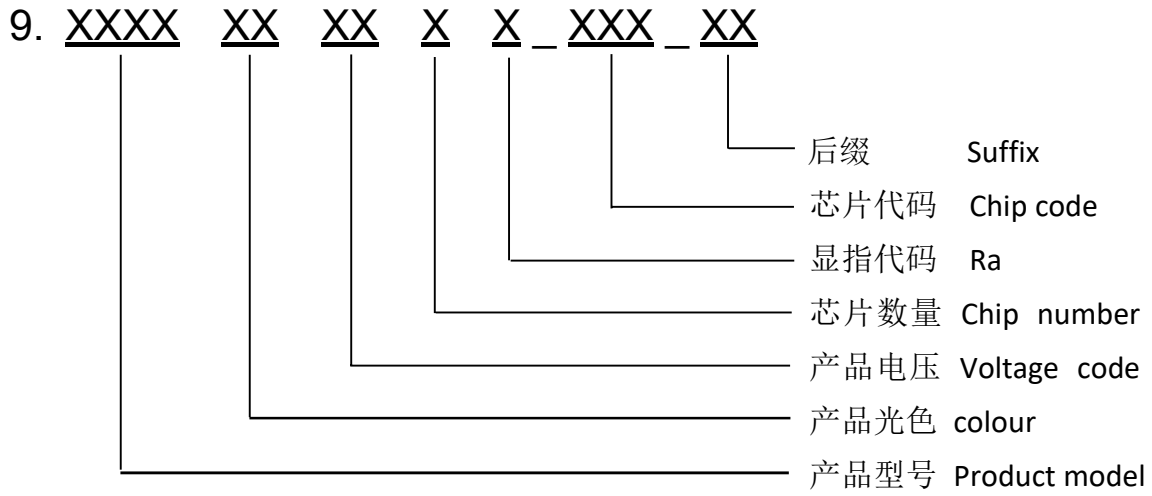 9. XXXX XX XX X X _ XXX _ XX
后缀 Suffix
芯片代码 Chip code
显指代码 Ra
芯片数量 Chip number
产品电压 Voltage code
产品光色 colour
产品型号 Product model